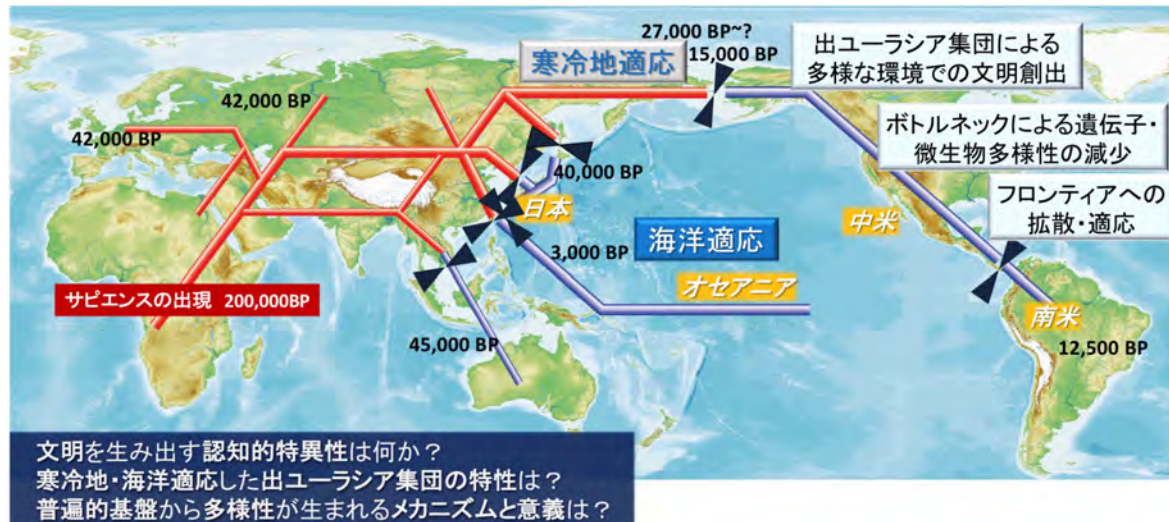 27,000 BP~?
15,000 BP
寒冷地適応
出ユーラシア集団による
多様な環境での文明創出
42,000 BP
42,000 BP
ボトルネックによる遺伝子・
微生物多様性の減少
40,000 BP
フロンティアへの
拡散・適応
日本
中米
海洋適応
3,000 BP
オセアニア
サピエンスの出現 200,000BP
南米
45,000 BP
12,500 BP
文明を生み出す認知的特異性は何か？
寒冷地・海洋適応した出ユーラシア集団の特性は？
普遍的基盤から多様性が生まれるメカニズムと意義は？